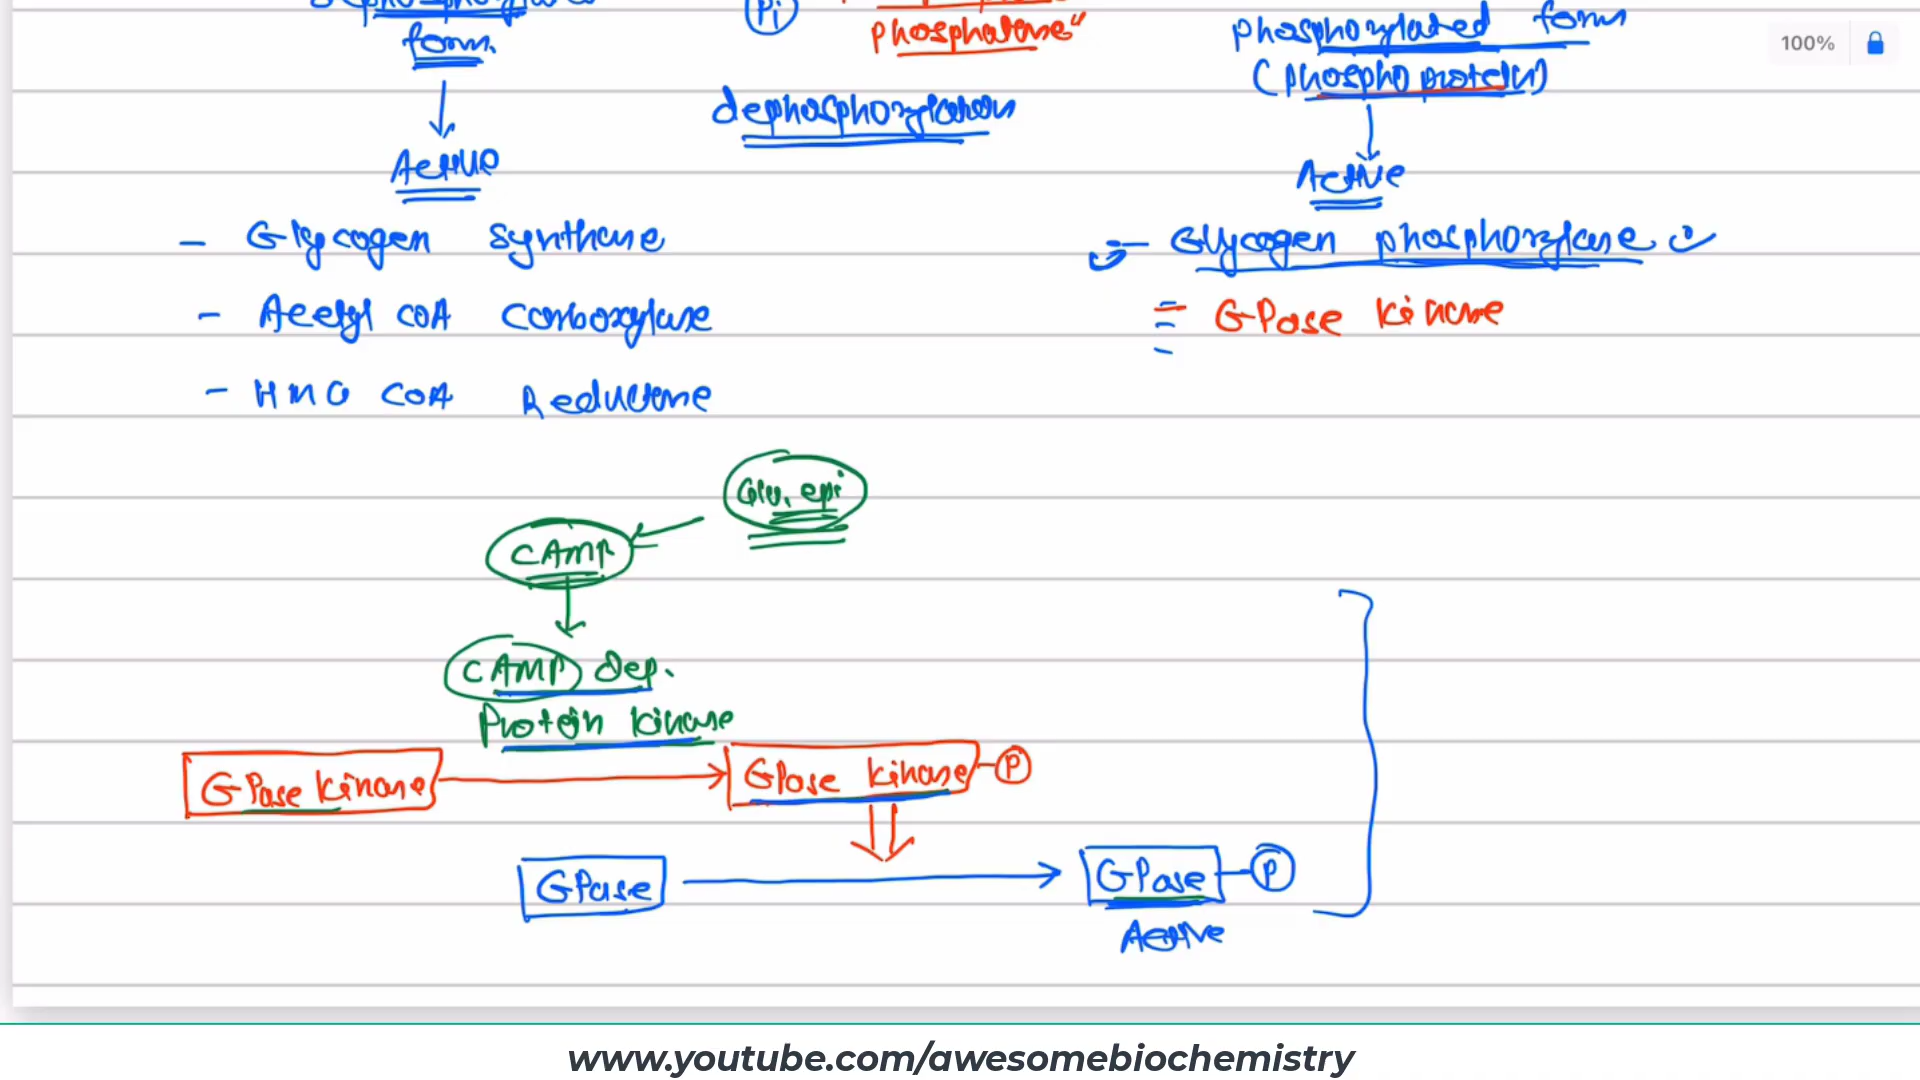 form.
Pi
phosphatase"
phosphorylated form
(phosphoprotein)
100%
dephosphorylation
Active
Active
- Glycogen synthase
- Glycogen phosphorylase
- Acetyl CoA Carboxylase
= GPase kinase
- HMG CoA Reductase
Glu. epi
cAMP
cAMP dep.
Protein kinase
GPase kinase
GPase kinase - P
GPase
GPase - P
Active
www.youtube.com/awesomebiochemistry